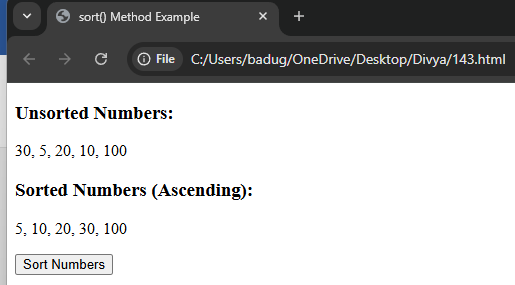 sort() Method Example
File C:/Users/badug/OneDrive/Desktop/Divya/143.html
Unsorted Numbers:
30, 5, 20, 10, 100
Sorted Numbers (Ascending):
5, 10, 20, 30, 100
Sort Numbers